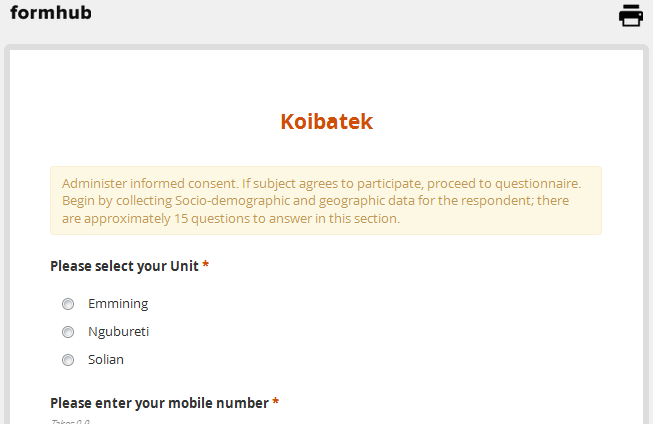 formhub
Koibatek
Administer informed consent. If subject agrees to participate, proceed to questionnaire.
Begin by collecting Socio-demographic and geographic data for the respondent; there
are approximately 15 questions to answer in this section.
Please select your Unit *
Emmining
Ngubureti
Solian
Please enter your mobile number *